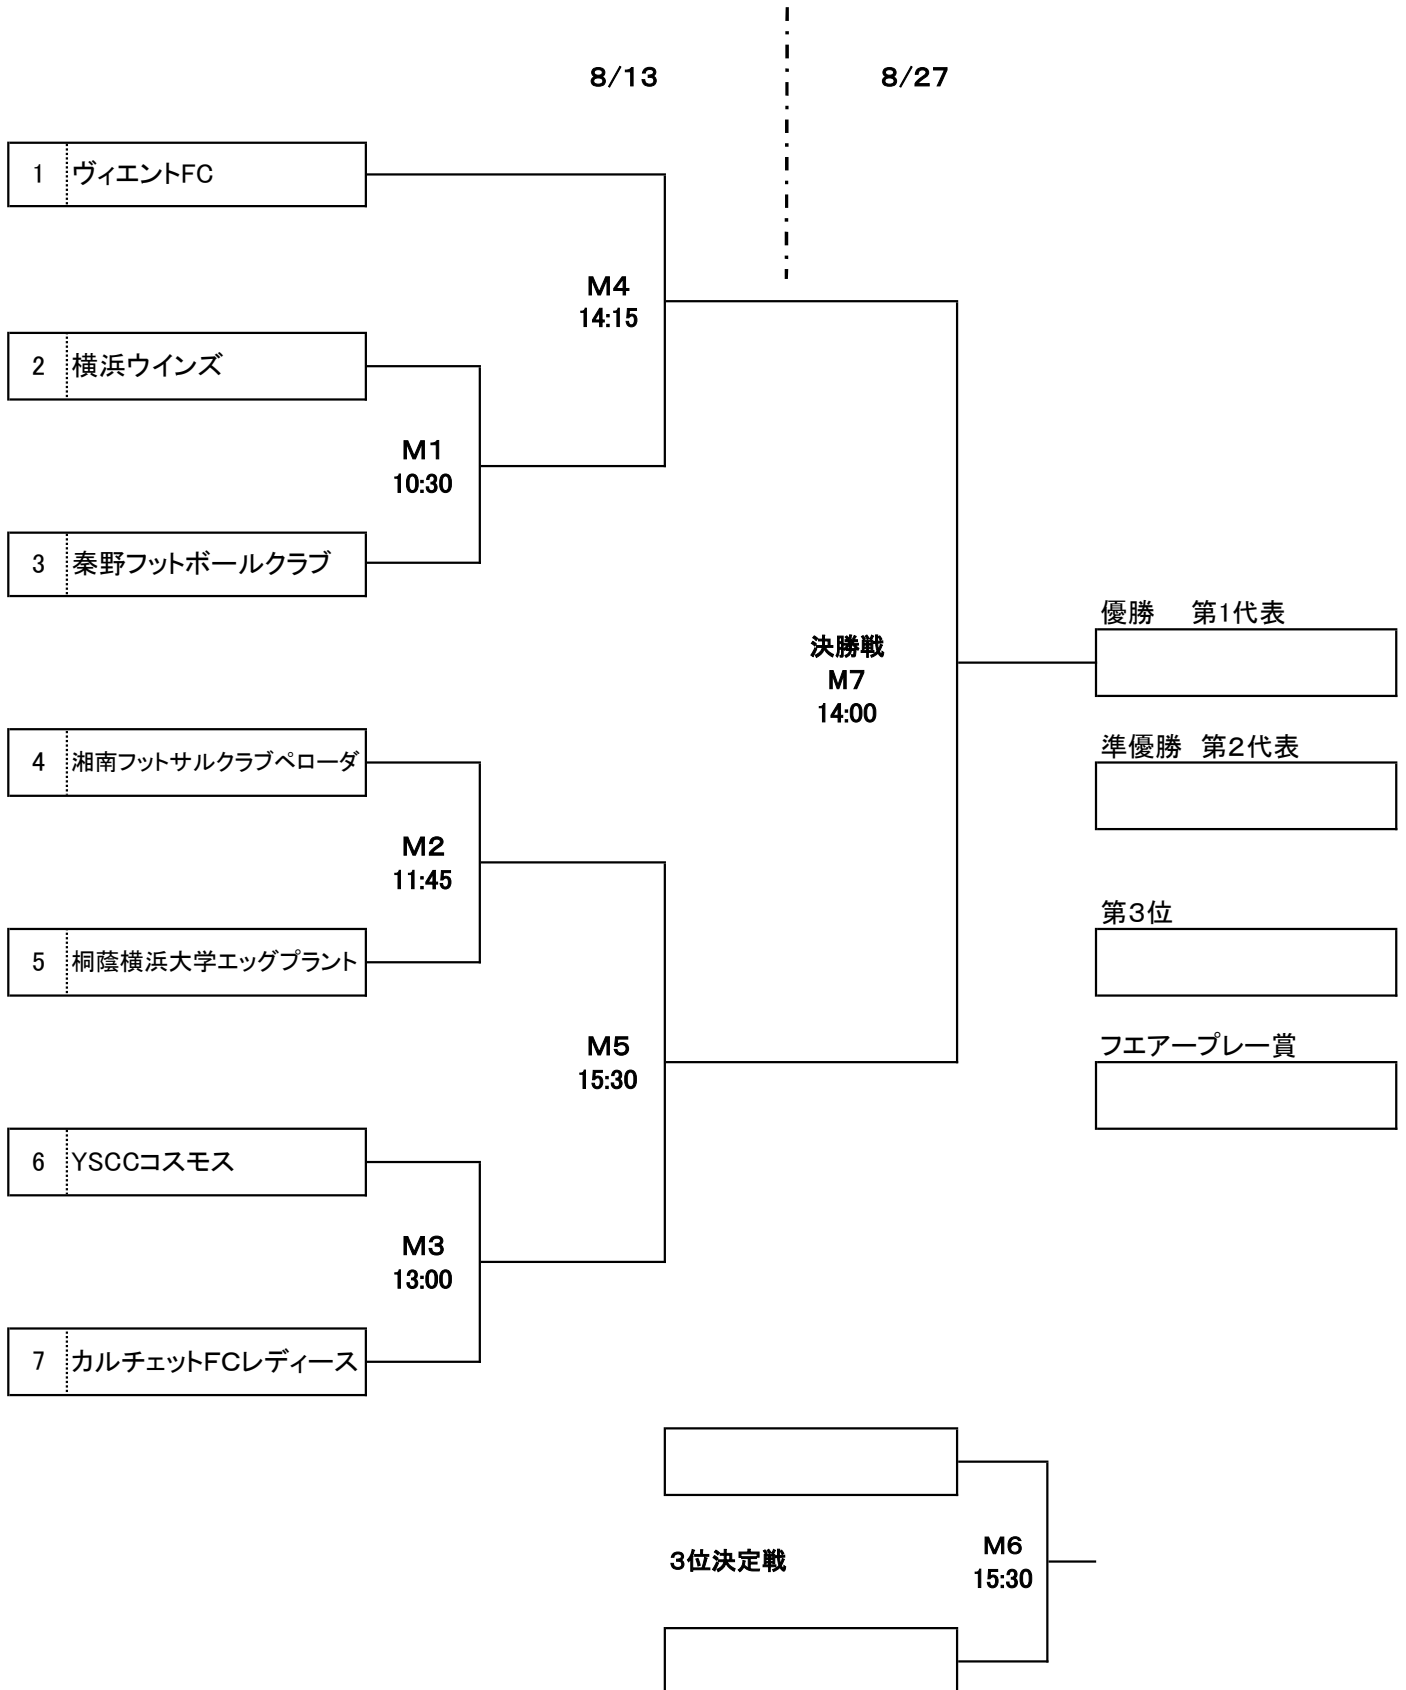 8/13
8/27
1 ヴィエントFC
M4
14:15
2 横浜ウインズ
M1
10:30
3 秦野フットボールクラブ
優勝 第1代表
決勝戦
M7
14:00
4 湘南フットサルクラブペローダ
準優勝 第2代表
M2
11:45
第3位
5 桐蔭横浜大学エッグプラント
M5
15:30
フエアープレー賞
6 YSCCコスモス
M3
13:00
7 カルチェットFCレディース
3位決定戦
M6
15:30